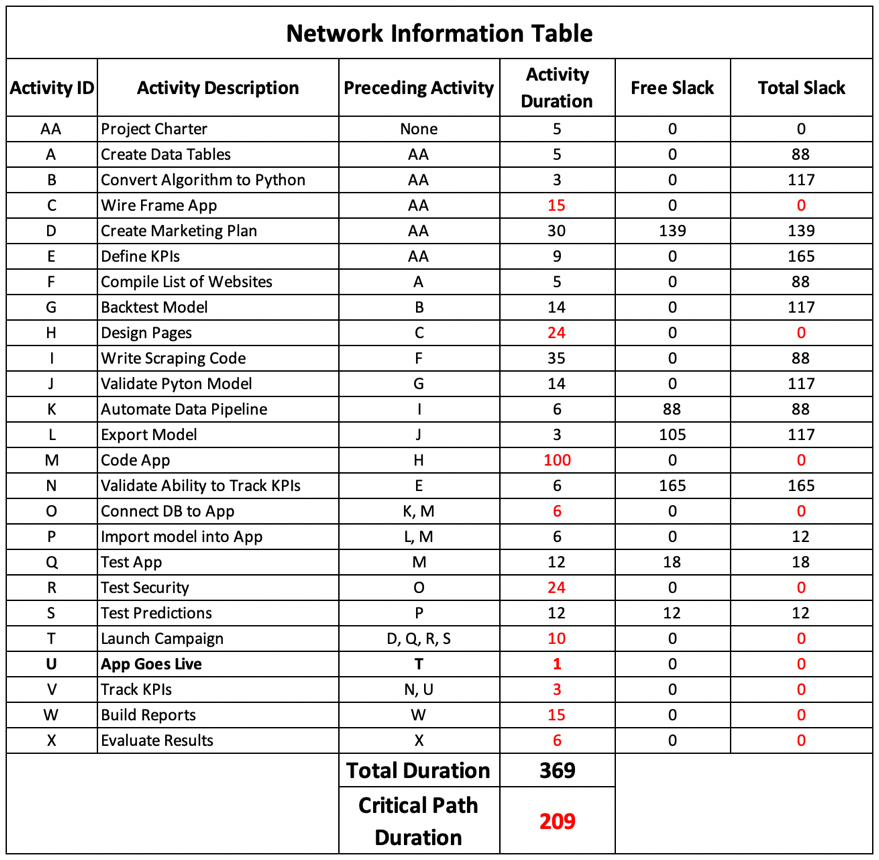 Network Information Table
Activity ID Activity Description Preceding Activity Activity Duration Free Slack Total Slack
AA Project Charter None 5 0 0
A Create Data Tables AA 5 0 88
B Convert Algorithm to Python AA 3 0 117
C Wire Frame App AA 15 0 0
D Create Marketing Plan AA 30 139 139
E Define KPIs AA 9 0 165
F Compile List of Websites A 5 0 88
G Backtest Model B 14 0 117
H Design Pages C 24 0 0
I Write Scraping Code F 35 0 88
J Validate Pyton Model G 14 0 117
K Automate Data Pipeline I 6 88 88
L Export Model J 3 105 117
M Code App H 100 0 0
N Validate Ability to Track KPIs E 6 165 165
O Connect DB to App K, M 6 0 0
P Import model into App L, M 6 0 12
Q Test App M 12 18 18
R Test Security O 24 0 0
S Test Predictions P 12 12 12
T Launch Campaign D, Q, R, S 10 0 0
U App Goes Live T 1 0 0
V Track KPIs N, U 3 0 0
W Build Reports W 15 0 0
X Evaluate Results X 6 0 0
Total Duration 369
Critical Path Duration 209